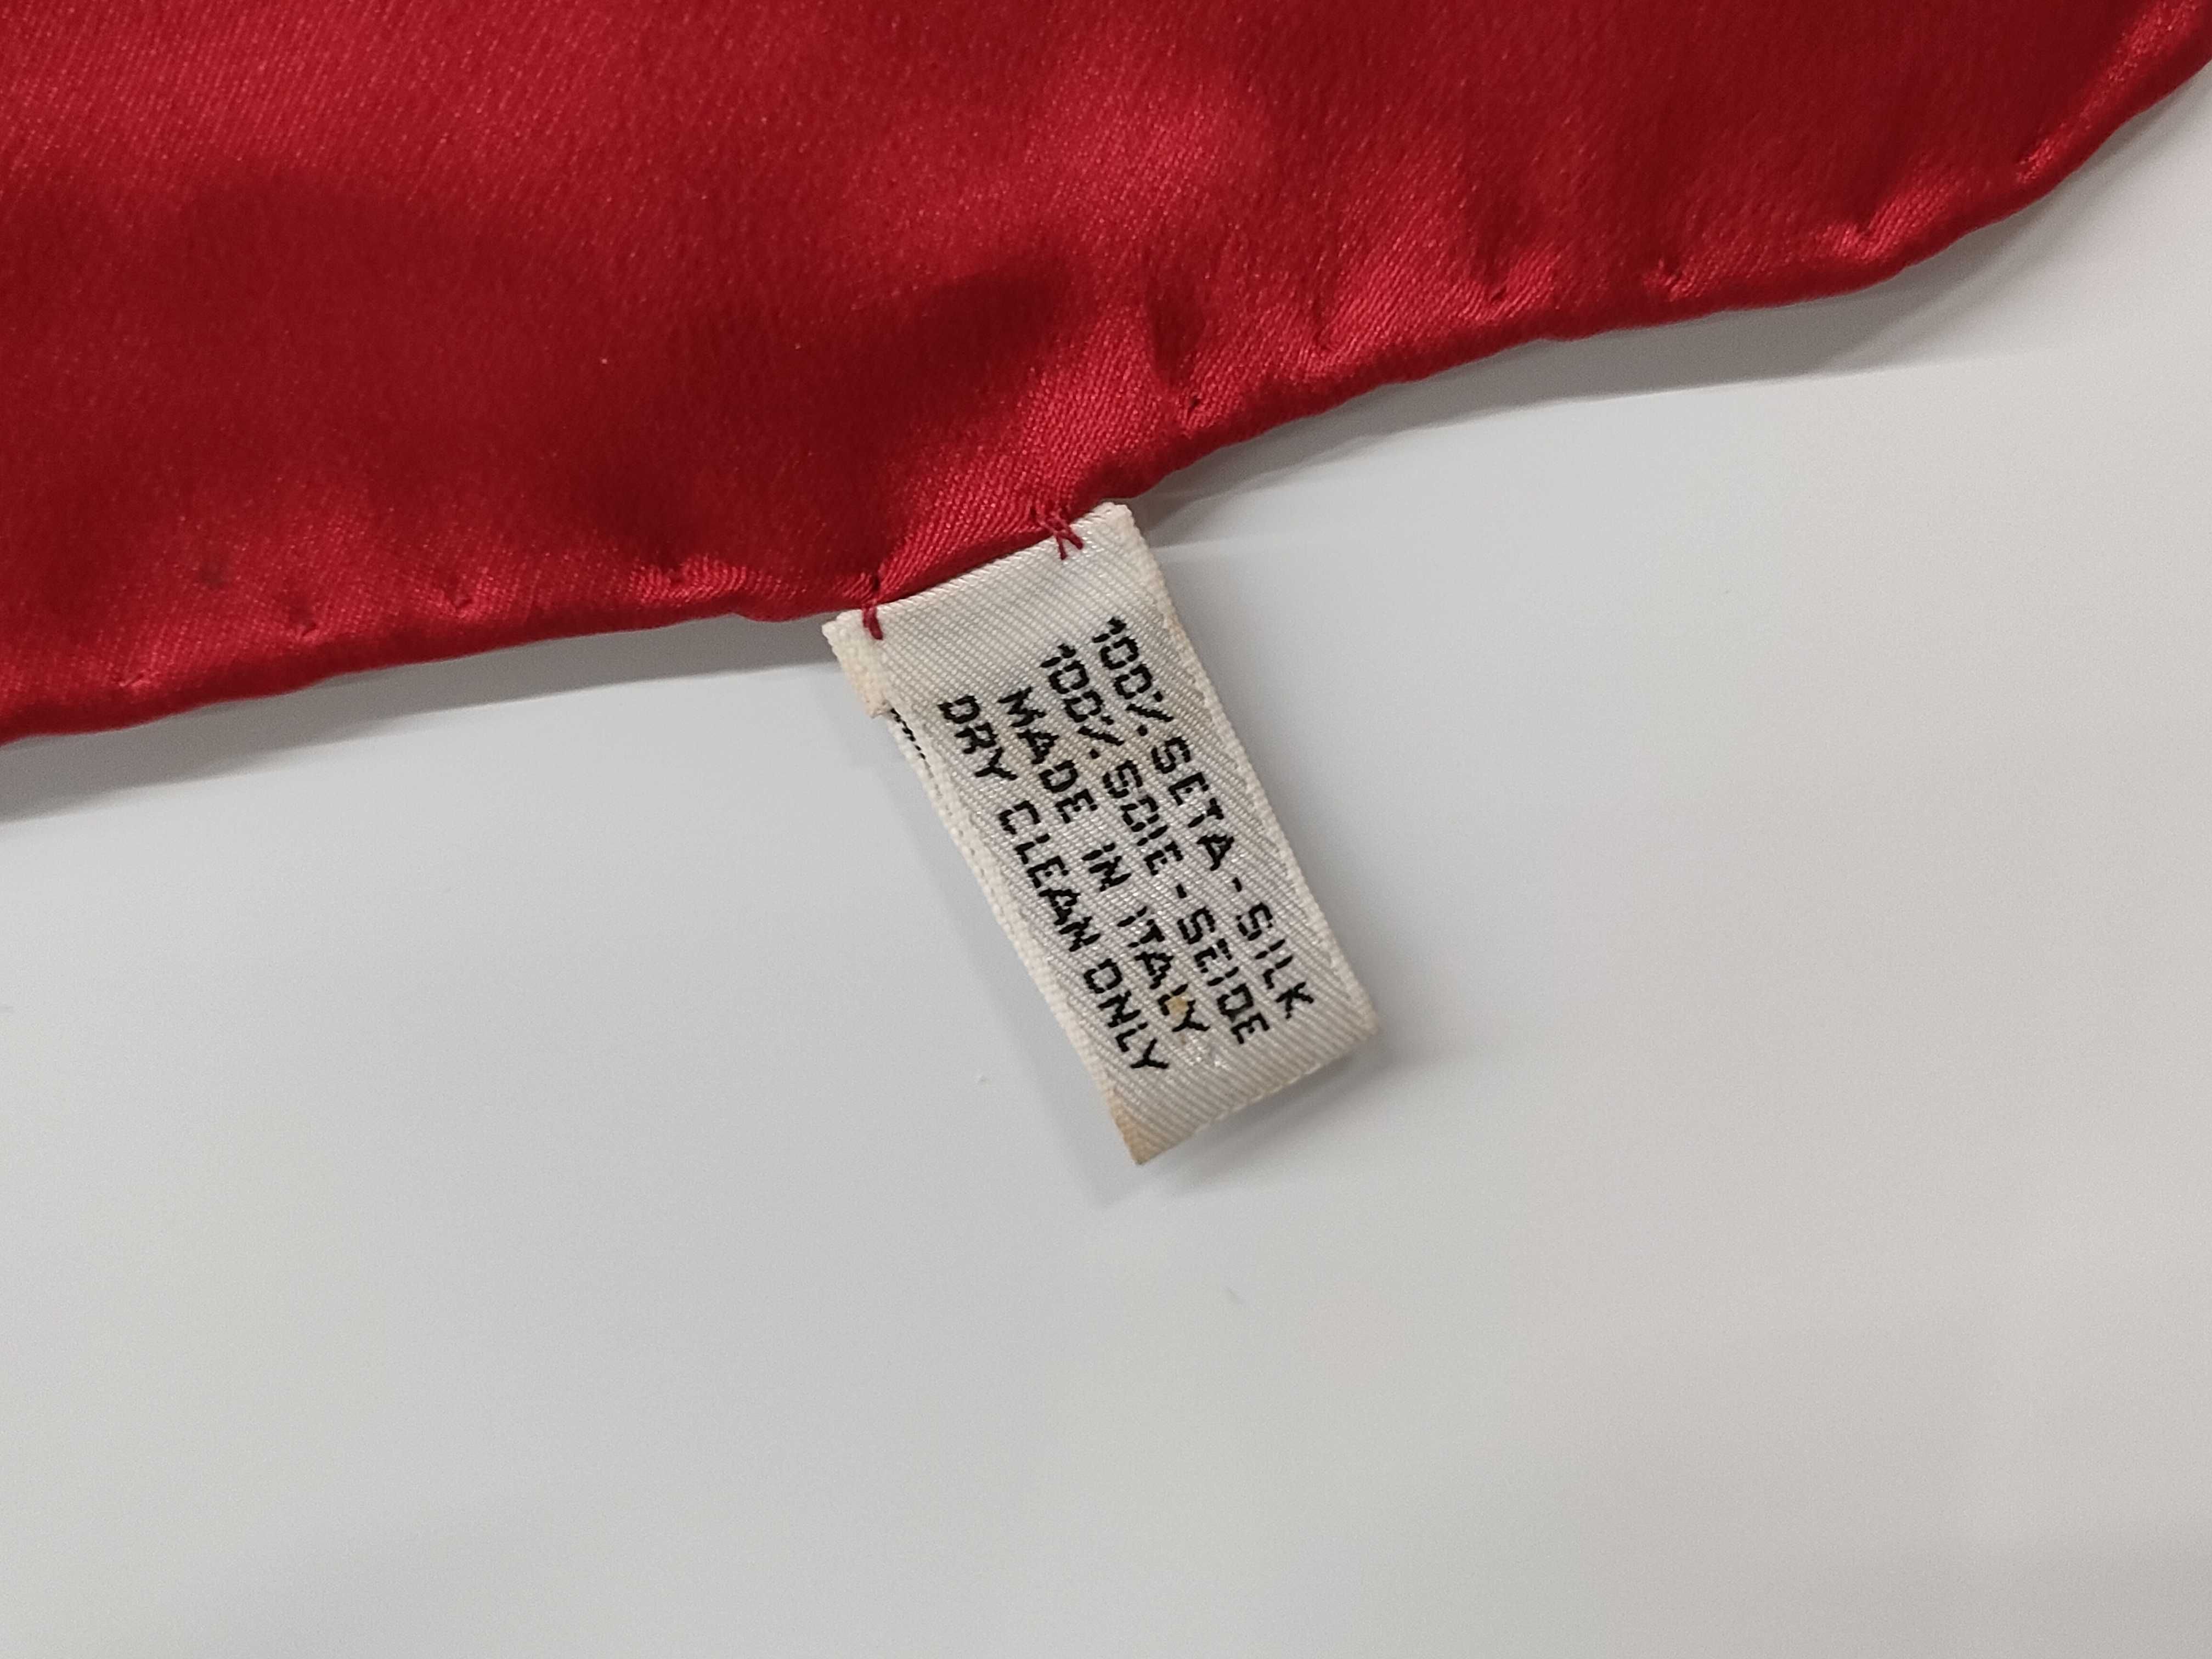 100% SETA-SILK
100% SOIE-SEIDE
MADE IN ITALY
DRY CLEAN ONLY